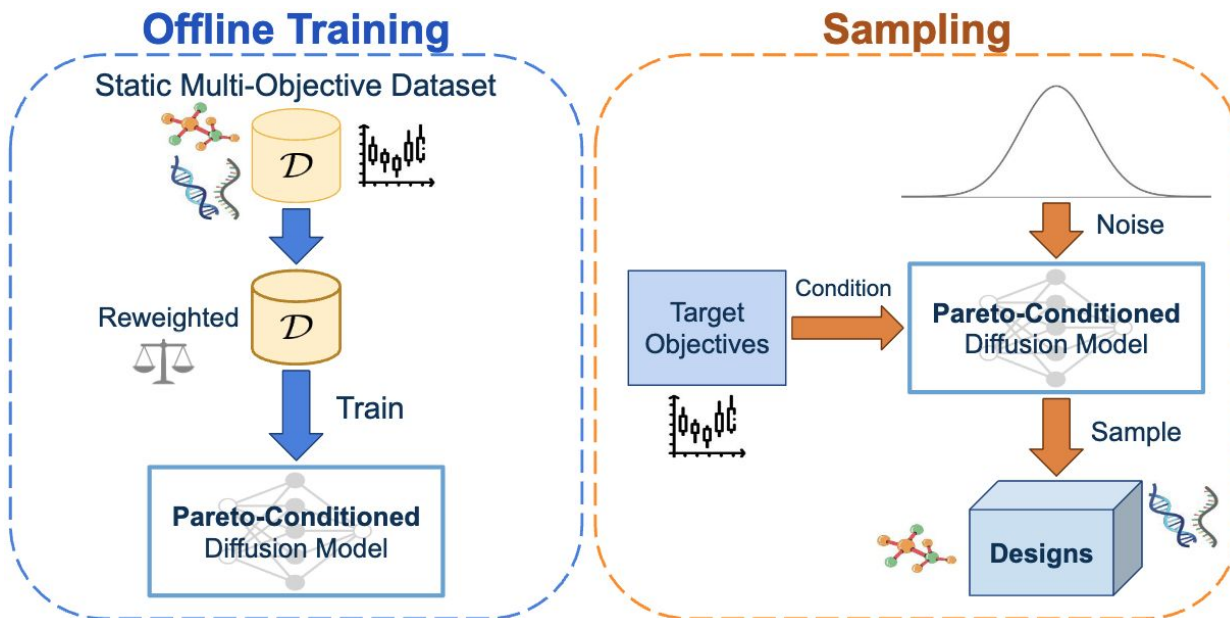 Offline Training
Static Multi-Objective Dataset
𝒟
Reweighted
𝒟
Train
Pareto-Conditioned
Diffusion Model
Sampling
Noise
Target
Objectives
Condition
Pareto-Conditioned
Diffusion Model
Sample
Designs